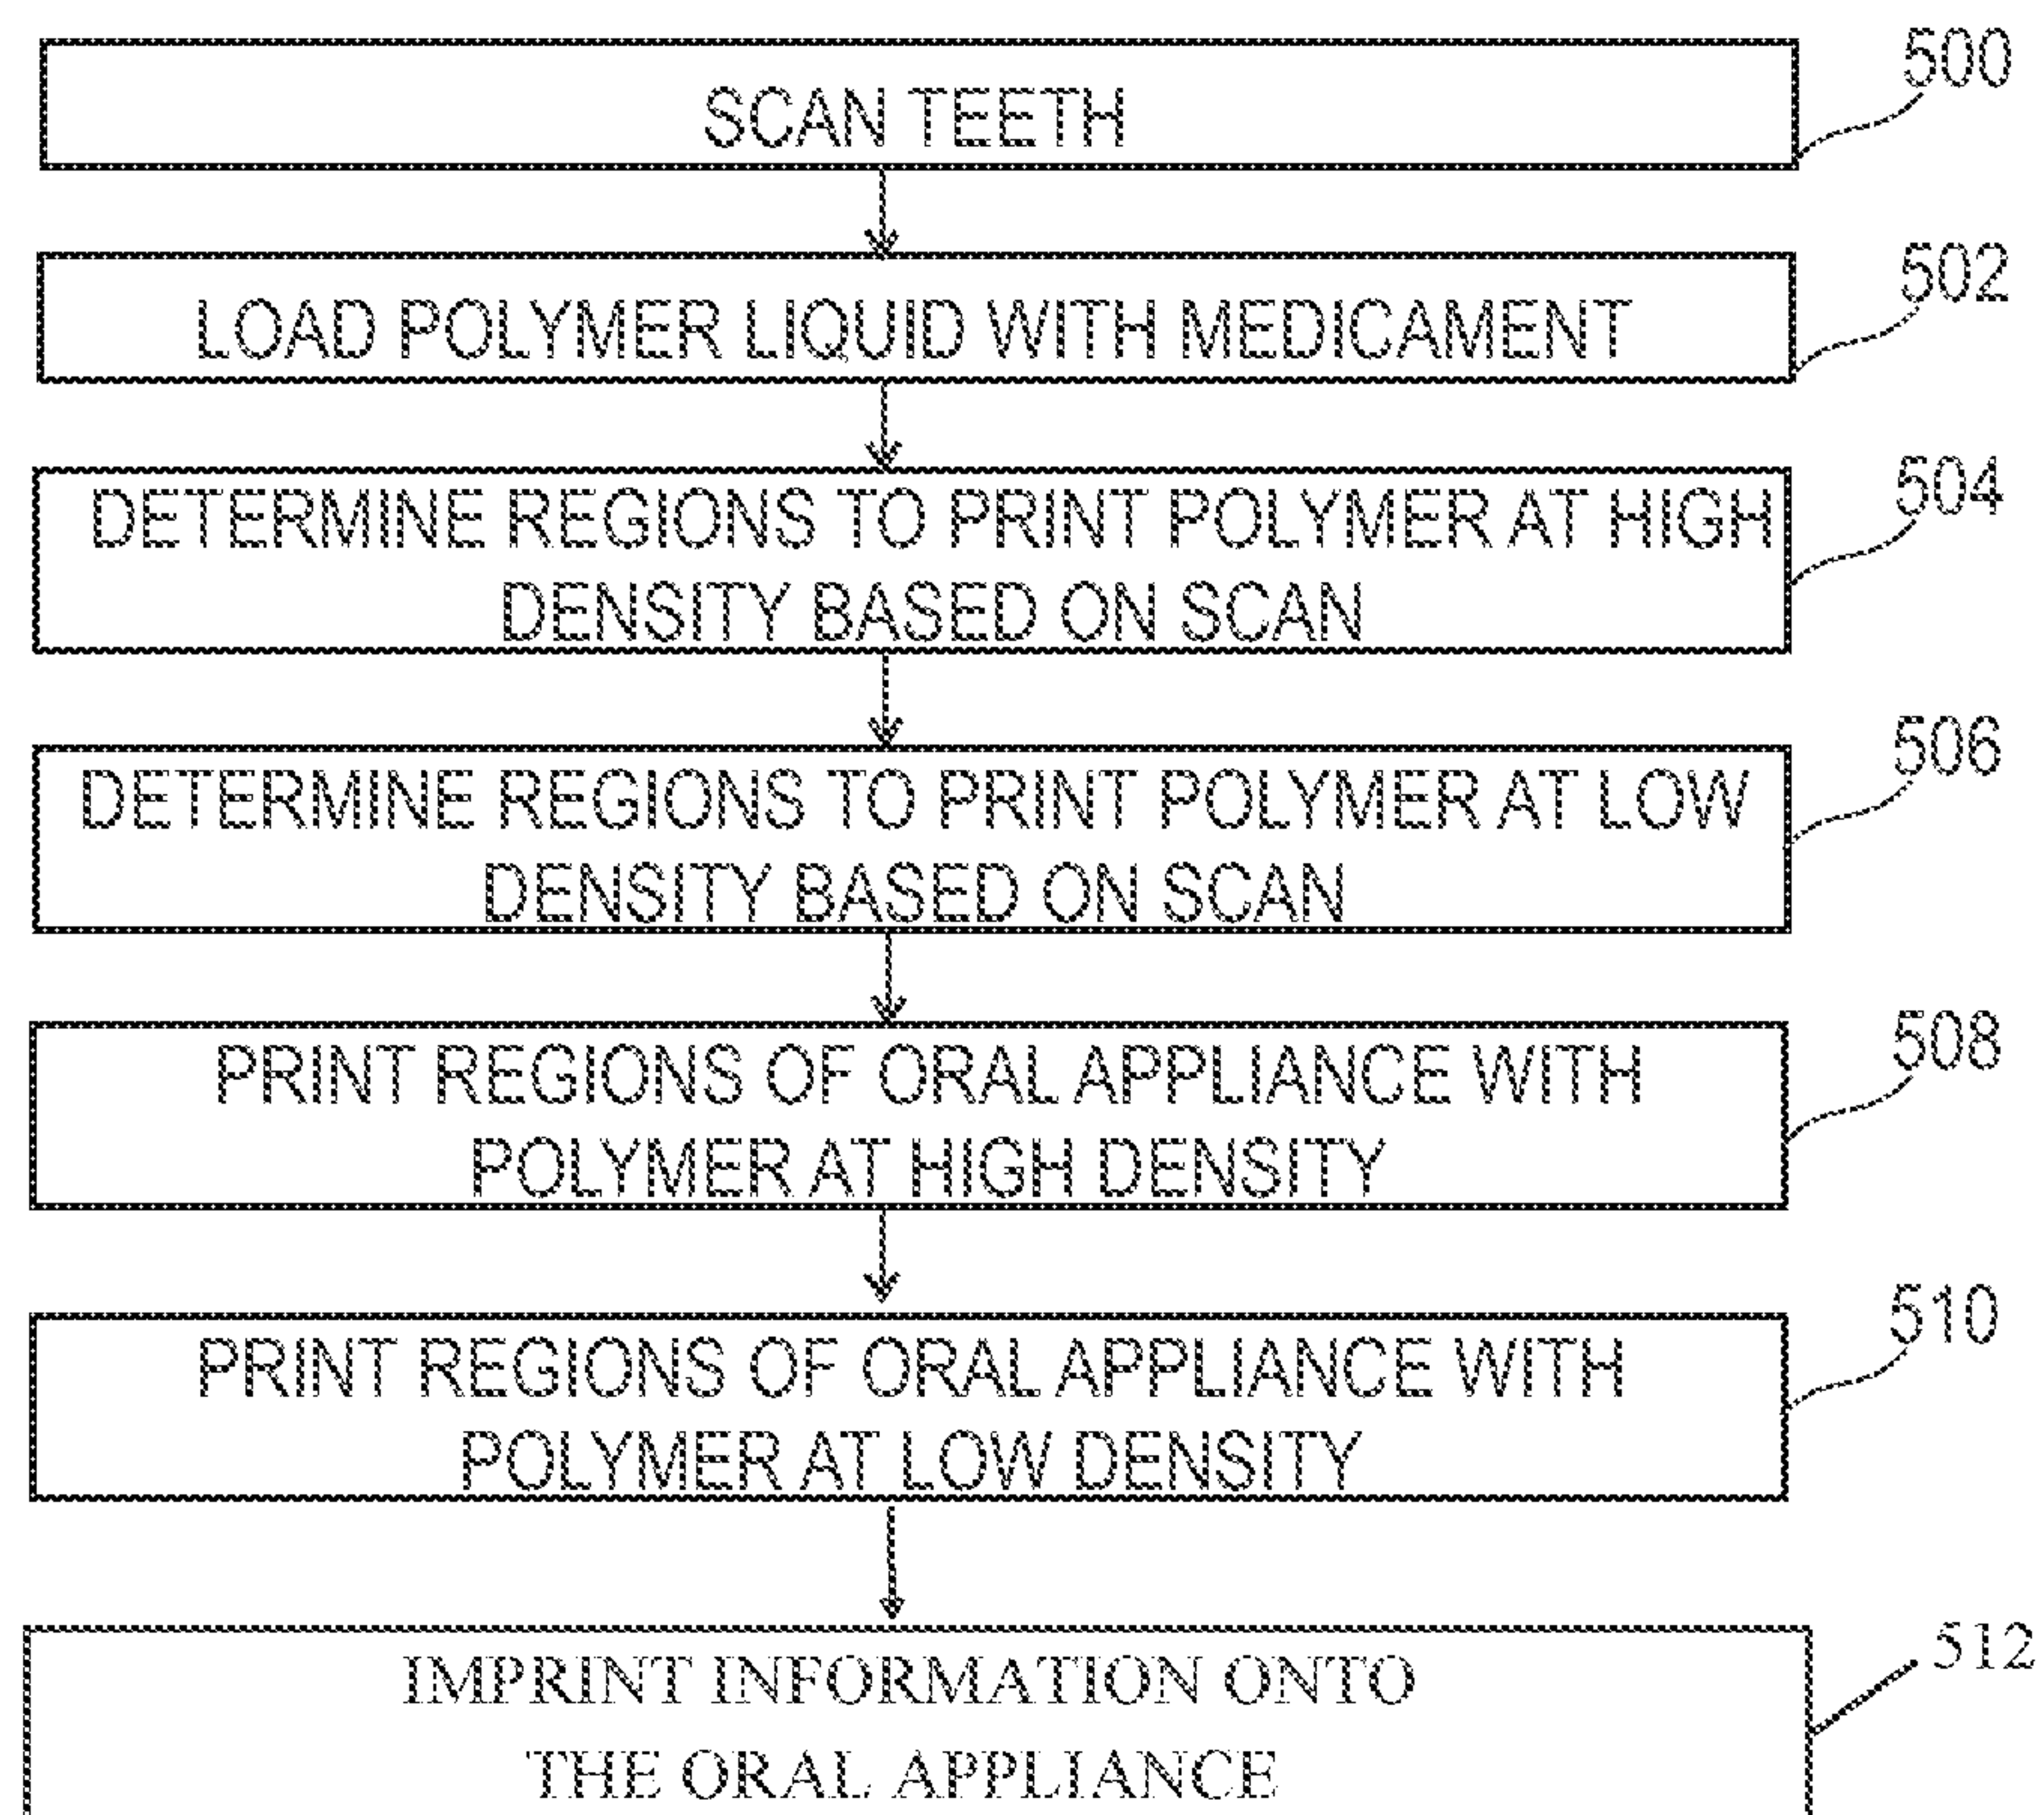 500
SCAN TEETH
502
LOAD POLYMER LIQUID WITH MEDICAMENT
504
DETERMINE REGIONS TO PRINT POLYMER AT HIGH
DENSITY BASED ON SCAN
506
DETERMINE REGIONS TO PRINT POLYMER AT LOW
DENSITY BASED ON SCAN
508
PRINT REGIONS OF ORAL APPLIANCE WITH
POLYMER AT HIGH DENSITY
510
PRINT REGIONS OF ORAL APPLIANCE WITH
POLYMER AT LOW DENSITY
512
IMPRINT INFORMATION ONTO
THE ORAL APPLIANCE